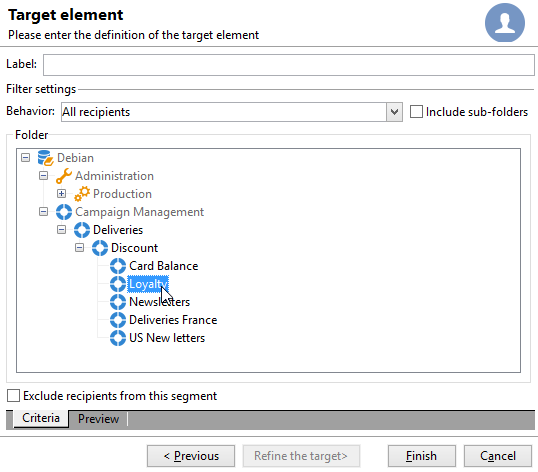 Target element
Please enter the definition of the target element
Label:
Filter settings
Behavior: All recipients Include sub-folders
Folder
Debian
Administration
Production
Campaign Management
Deliveries
Discount
Card Balance
Loyalty
Newsletters
Deliveries France
US New letters
Exclude recipients from this segment
Criteria Preview
< Previous Refine the target> Finish Cancel